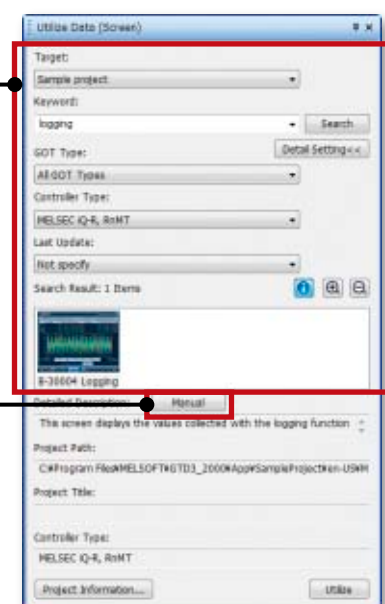 Utilize Data (Screen)
Target:
Sample project
Keyword:
logging
Search
GOT Type:
Detail Setting<<
All GOT Types
Controller Type:
MELSEC iQ-R, RnMT
Last Update:
Not specify
Search Result: 1 Items
B-30004 Logging
Detailed Description:
Manual
This screen displays the values collected with the logging function
Project Path:
C:¥Program Files¥MELSOFT¥GTD3_2000¥App¥SampleProject¥en-US¥M
Project Title:
Controller Type:
MELSEC iQ-R, RnMT
Project Information...
Utilize